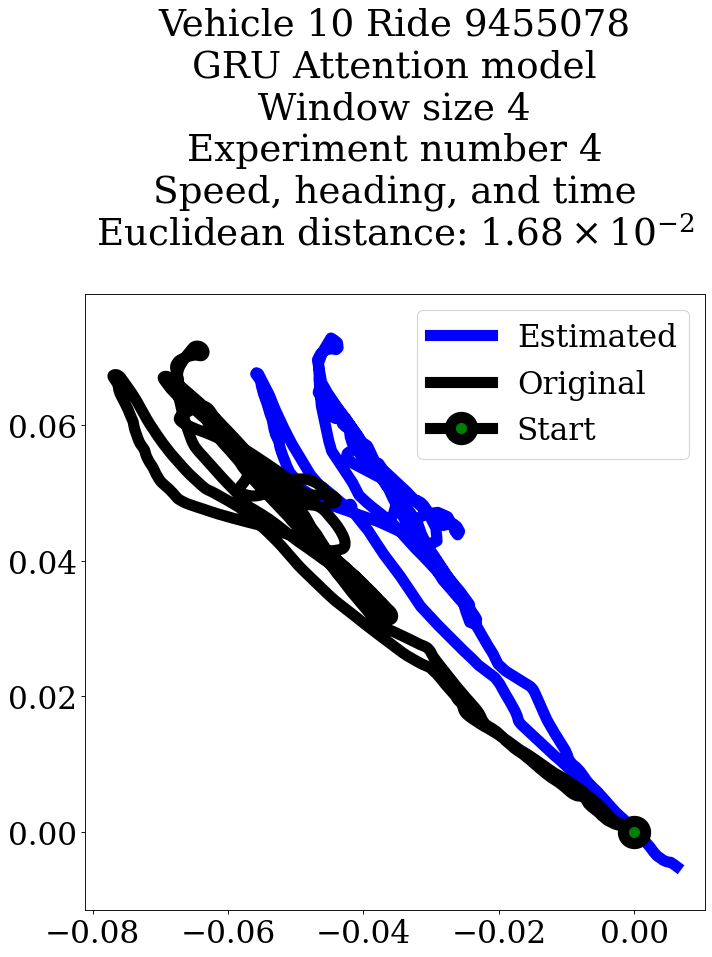 Vehicle 10 Ride 9455078
GRU Attention model
Window size 4
Experiment number 4
Speed, heading, and time
Euclidean distance: 1.68 × 10⁻²
Estimated
Original
Start
0.06
0.04
0.02
0.00
−0.08 −0.06 −0.04 −0.02 0.00